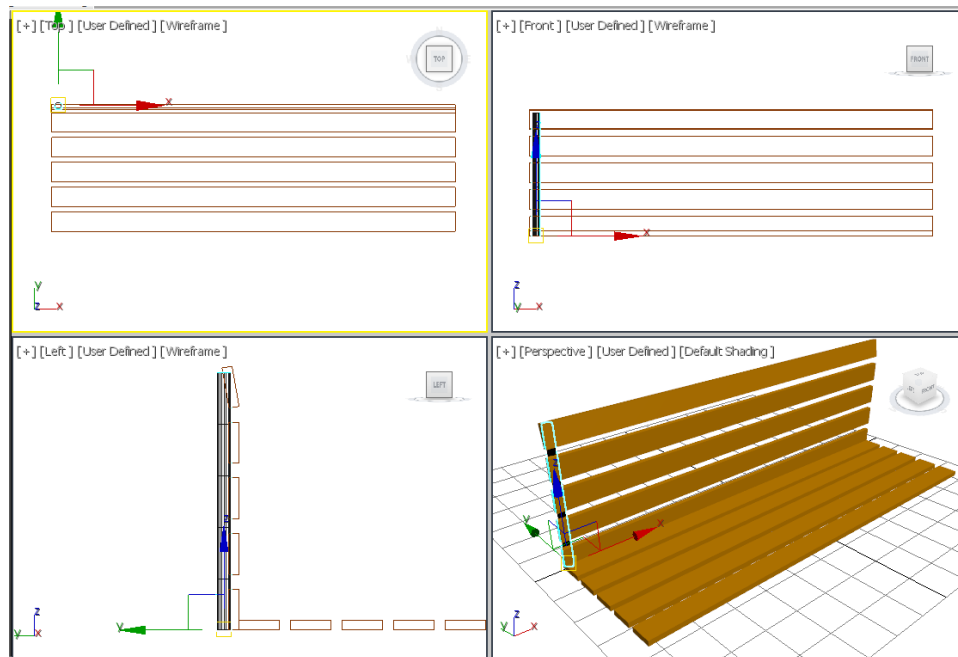 [+] [Top] [User Defined] [Wireframe]
TOP
x
y
z x
[+] [Front] [User Defined] [Wireframe]
FRONT
x
z
y x
[+] [Left] [User Defined] [Wireframe]
LEFT
z
y
z
y x
[+] [Perspective] [User Defined] [Default Shading]
FRONT
z
y
x
z
y x